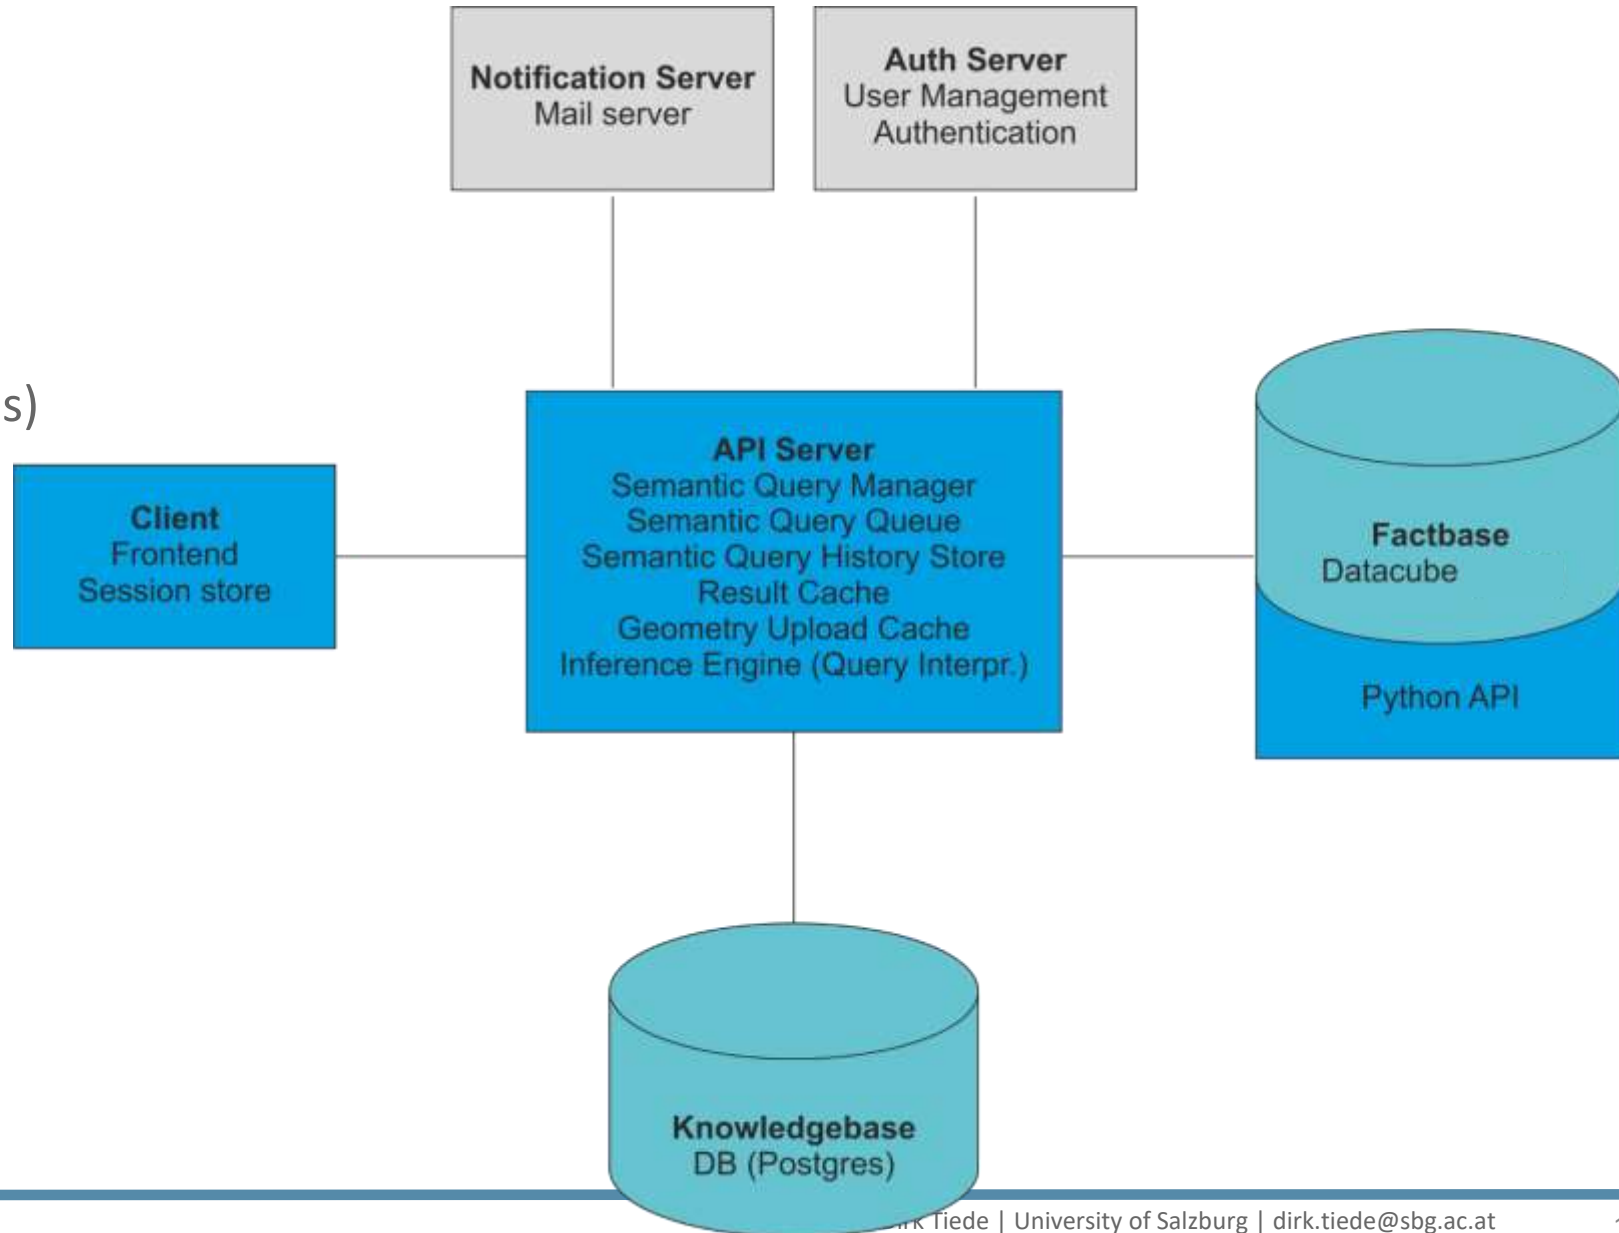 Notification Server
Mail server
Auth Server
User Management
Authentication
s)
Client
Frontend
Session store
API Server
Semantic Query Manager
Semantic Query Queue
Semantic Query History Store
Result Cache
Geometry Upload Cache
Inference Engine (Query Interpr.)
Factbase
Datacube
Python API
Knowledgebase
DB (Postgres)
Tiede | University of Salzburg | dirk.tiede@sbg.ac.at